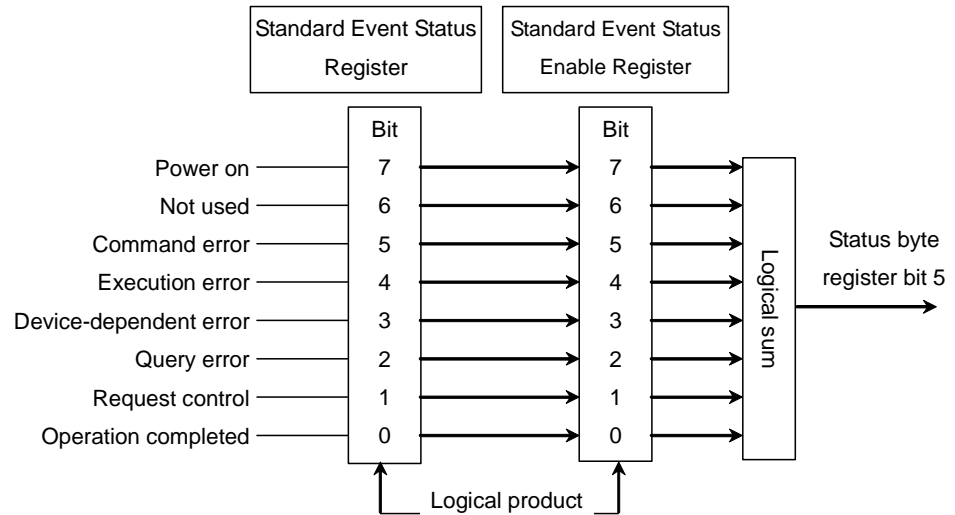 Standard Event Status
Register
Standard Event Status
Enable Register
Bit
Bit
Power on 7 7
Not used 6 6
Command error 5 5
Execution error 4 4
Device-dependent error 3 3
Query error 2 2
Request control 1 1
Operation completed 0 0
Logical sum
Status byte
register bit 5
Logical product